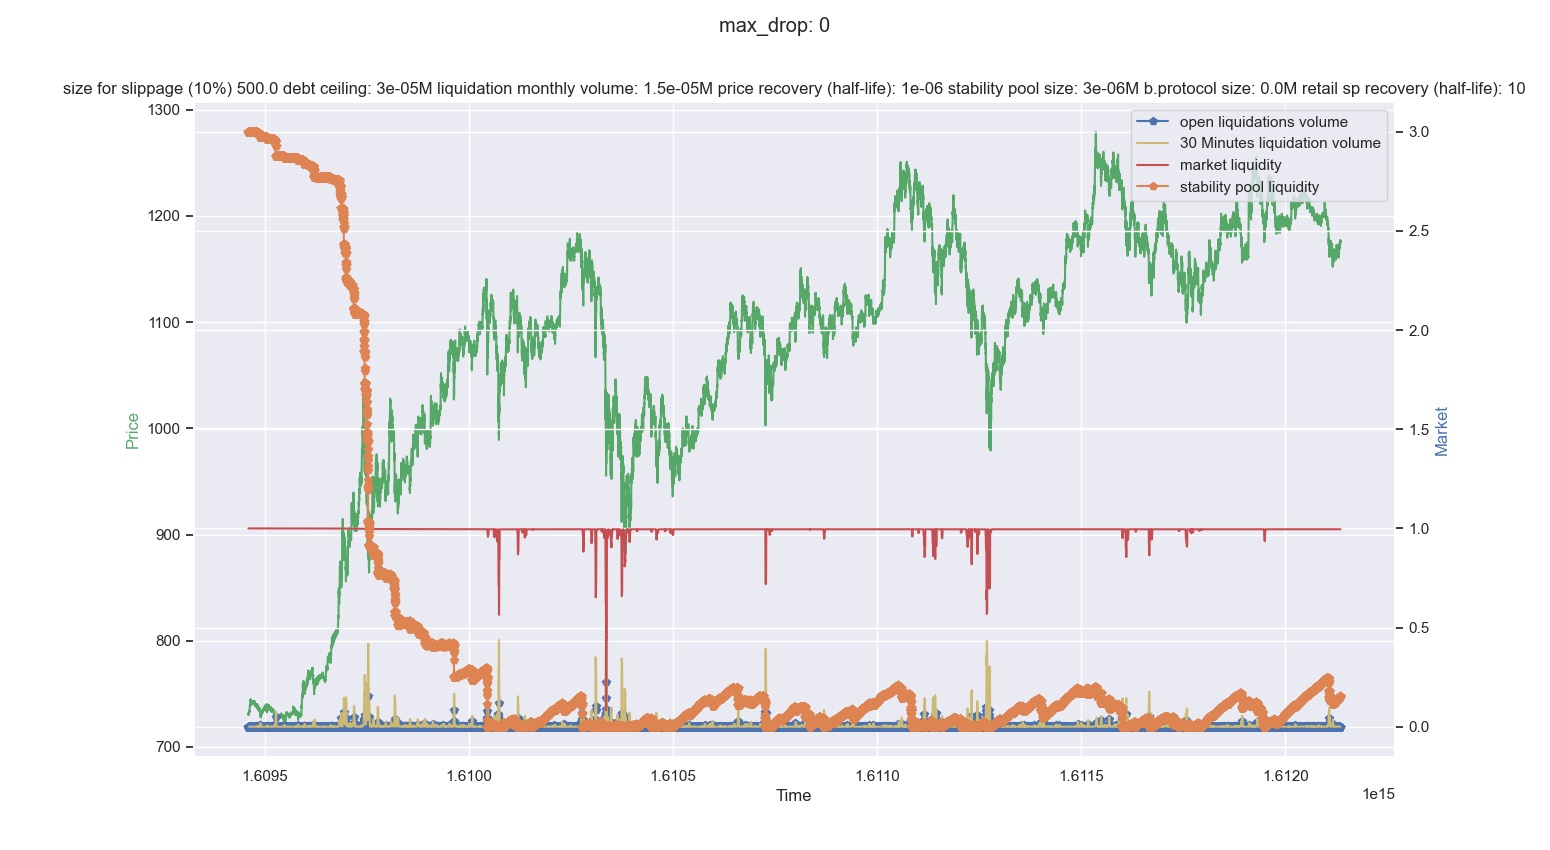 max_drop: 0
size for slippage (10%) 500.0 debt ceiling: 3e-05M liquidation monthly volume: 1.5e-05M price recovery (half-life): 1e-06 stability pool size: 3e-06M b.protocol size: 0.0M retail sp recovery (half-life): 10
open liquidations volume
30 Minutes liquidation volume
market liquidity
stability pool liquidity
1300
1200
1100
1000
900
800
700
Price
3.0
2.5
2.0
1.5
1.0
0.5
0.0
Market
1.6095 1.6100 1.6105 1.6110 1.6115 1.6120
Time
1e15